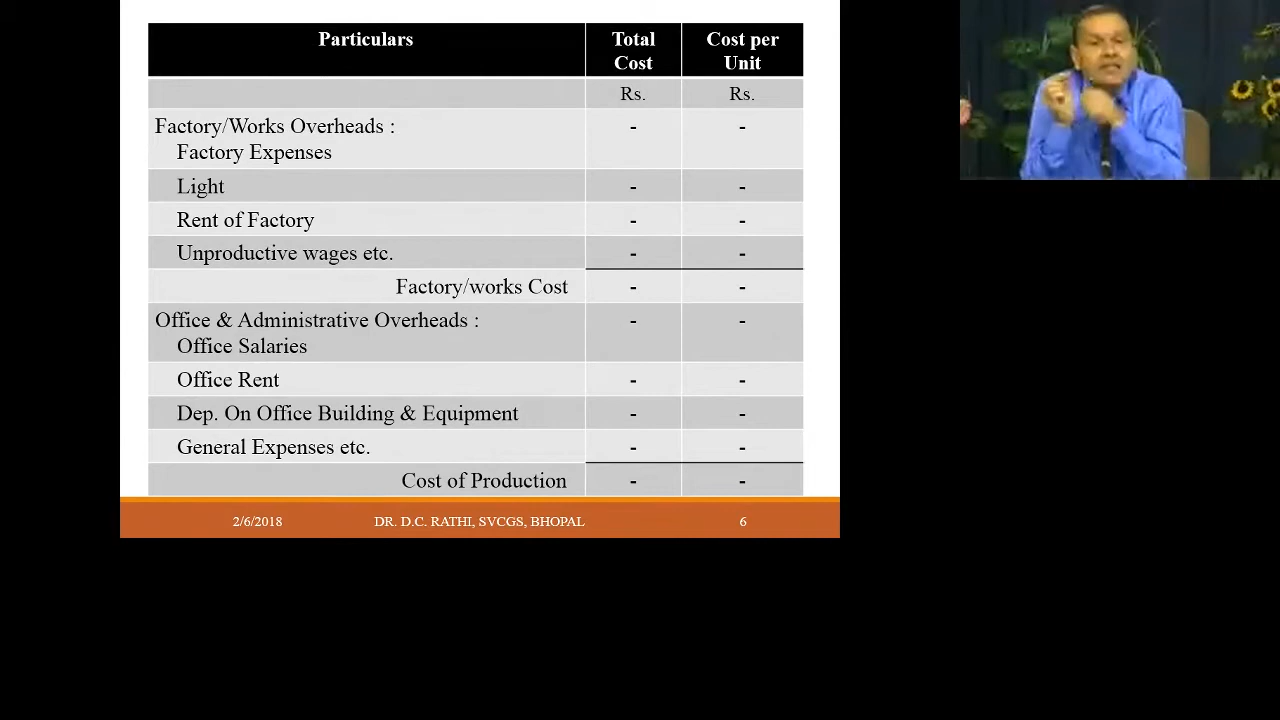 Particulars Total Cost Cost per Unit
Rs. Rs.
Factory/Works Overheads : - -
Factory Expenses
Light - -
Rent of Factory - -
Unproductive wages etc. - -
Factory/works Cost - -
Office & Administrative Overheads : - -
Office Salaries
Office Rent - -
Dep. On Office Building & Equipment - -
General Expenses etc. - -
Cost of Production - -
2/6/2018 DR. D.C. RATHI, SVCGS, BHOPAL 6